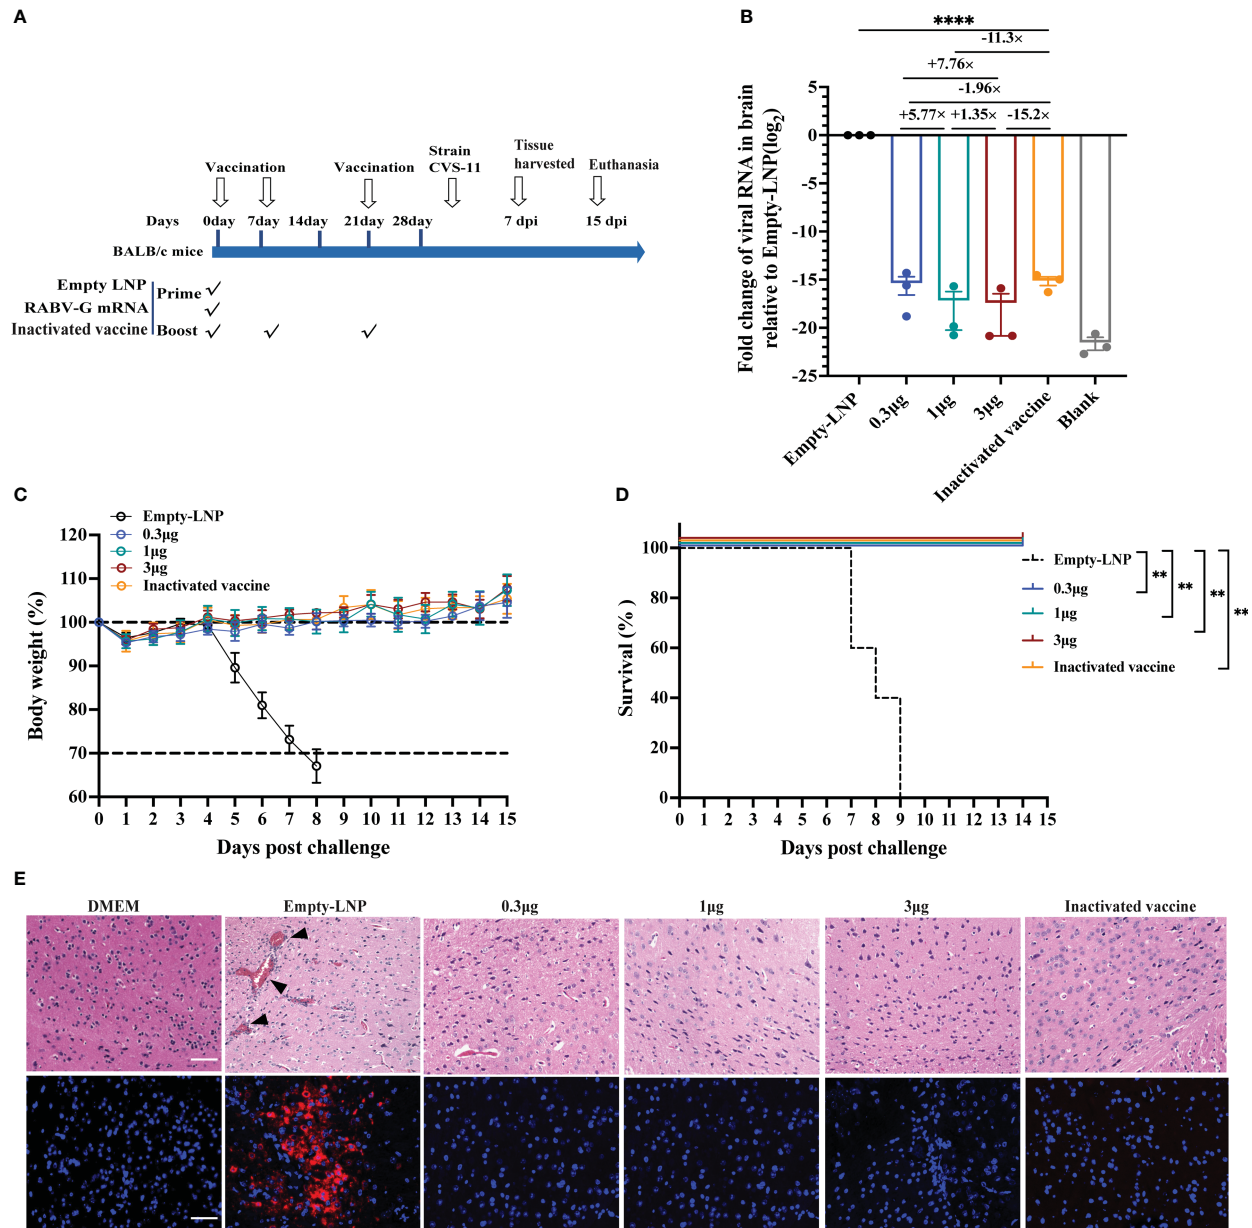 A
Vaccination
Vaccination
Strain
CVS-11
Tissue
harvested
Euthanasia
Days 0day 7day 14day 21day 28day 7 dpi 15 dpi
BALB/c mice
Empty LNP
Prime ✓
RABV-G mRNA ✓
Inactivated vaccine Boost ✓ ✓ ✓
B
****
-11.3×
+7.76×
-1.96×
+5.77× +1.35× -15.2×
Fold change of viral RNA in brain
relative to Empty-LNP(log2)
5
0
-5
-10
-15
-20
-25
Empty-LNP
0.3μg
1μg
3μg
Inactivated vaccine
Blank
C
Empty-LNP
0.3μg
1μg
3μg
Inactivated vaccine
Body weight (%)
120
110
100
90
80
70
60
0 1 2 3 4 5 6 7 8 9 10 11 12 13 14 15
Days post challenge
D
Survival (%)
100
80
60
40
20
0
0 1 2 3 4 5 6 7 8 9 10 11 12 13 14 15
Days post challenge
Empty-LNP
0.3μg
1μg
3μg
Inactivated vaccine
**
**
**
**
E
DMEM Empty-LNP 0.3μg 1μg 3μg Inactivated vaccine